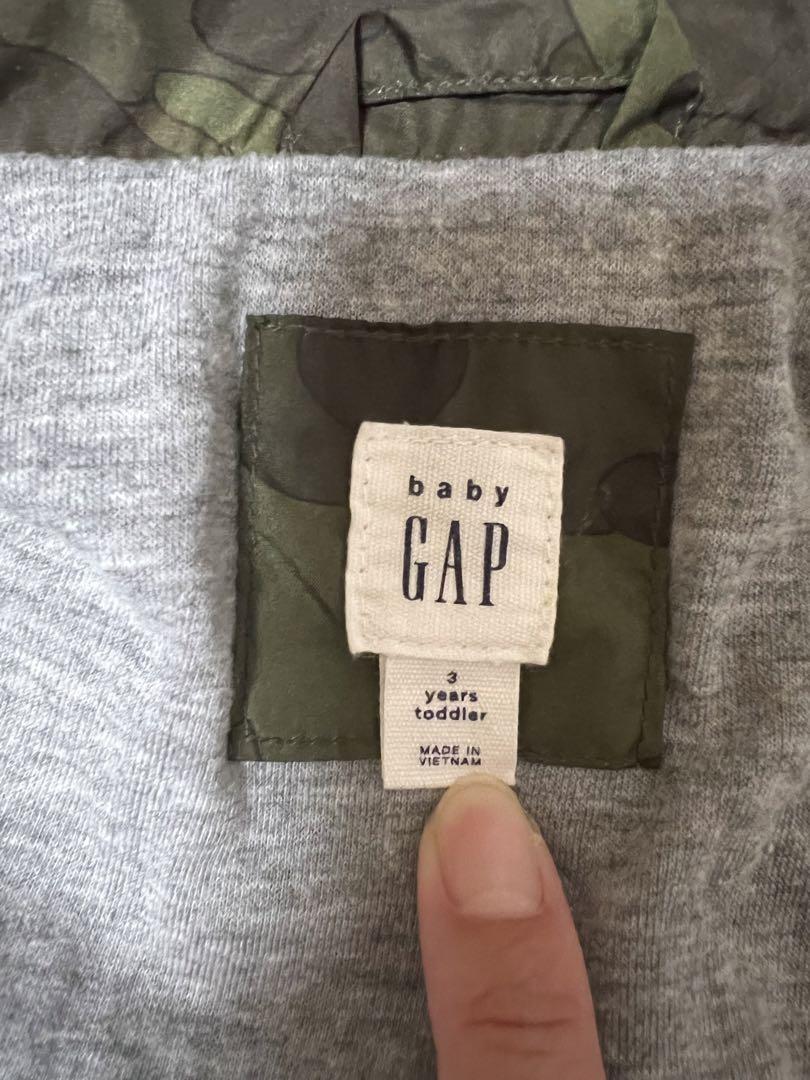 baby
GAP
3
years
toddler
MADE IN
VIETNAM